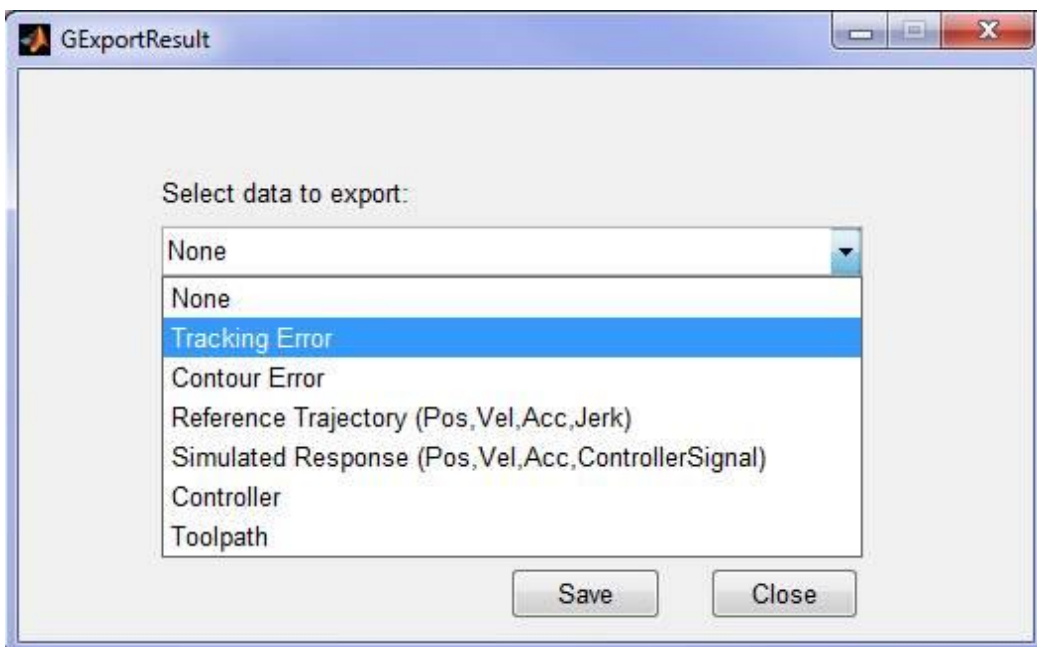 GExportResult
Select data to export:
None
None
Tracking Error
Contour Error
Reference Trajectory (Pos,Vel,Acc,Jerk)
Simulated Response (Pos,Vel,Acc,ControllerSignal)
Controller
Toolpath
Save Close